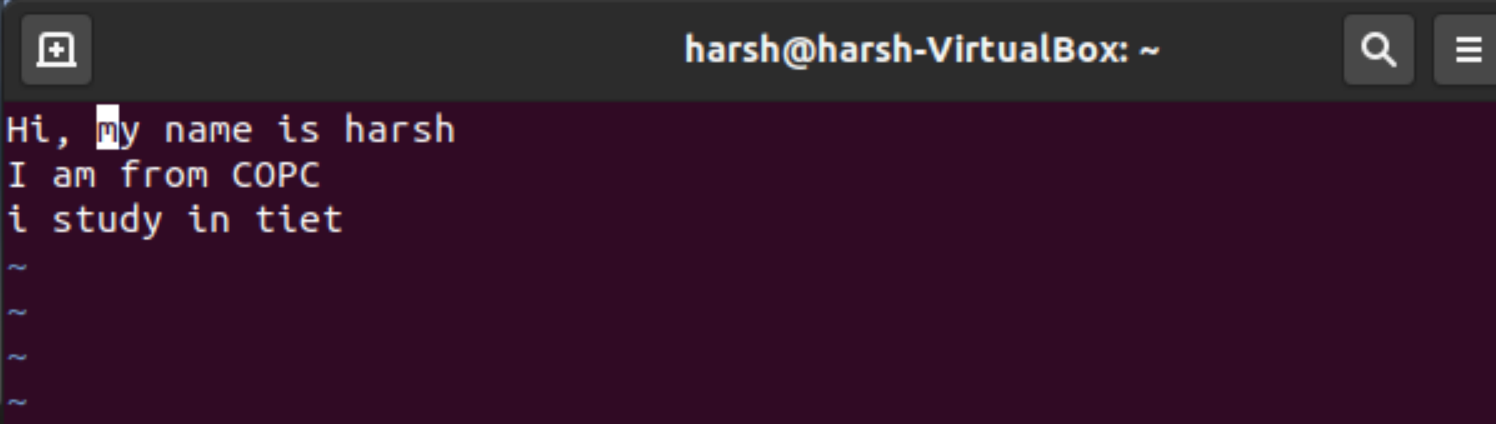 harsh@harsh-VirtualBox: ~
Hi, my name is harsh
I am from COPC
i study in tiet
~
~
~
~